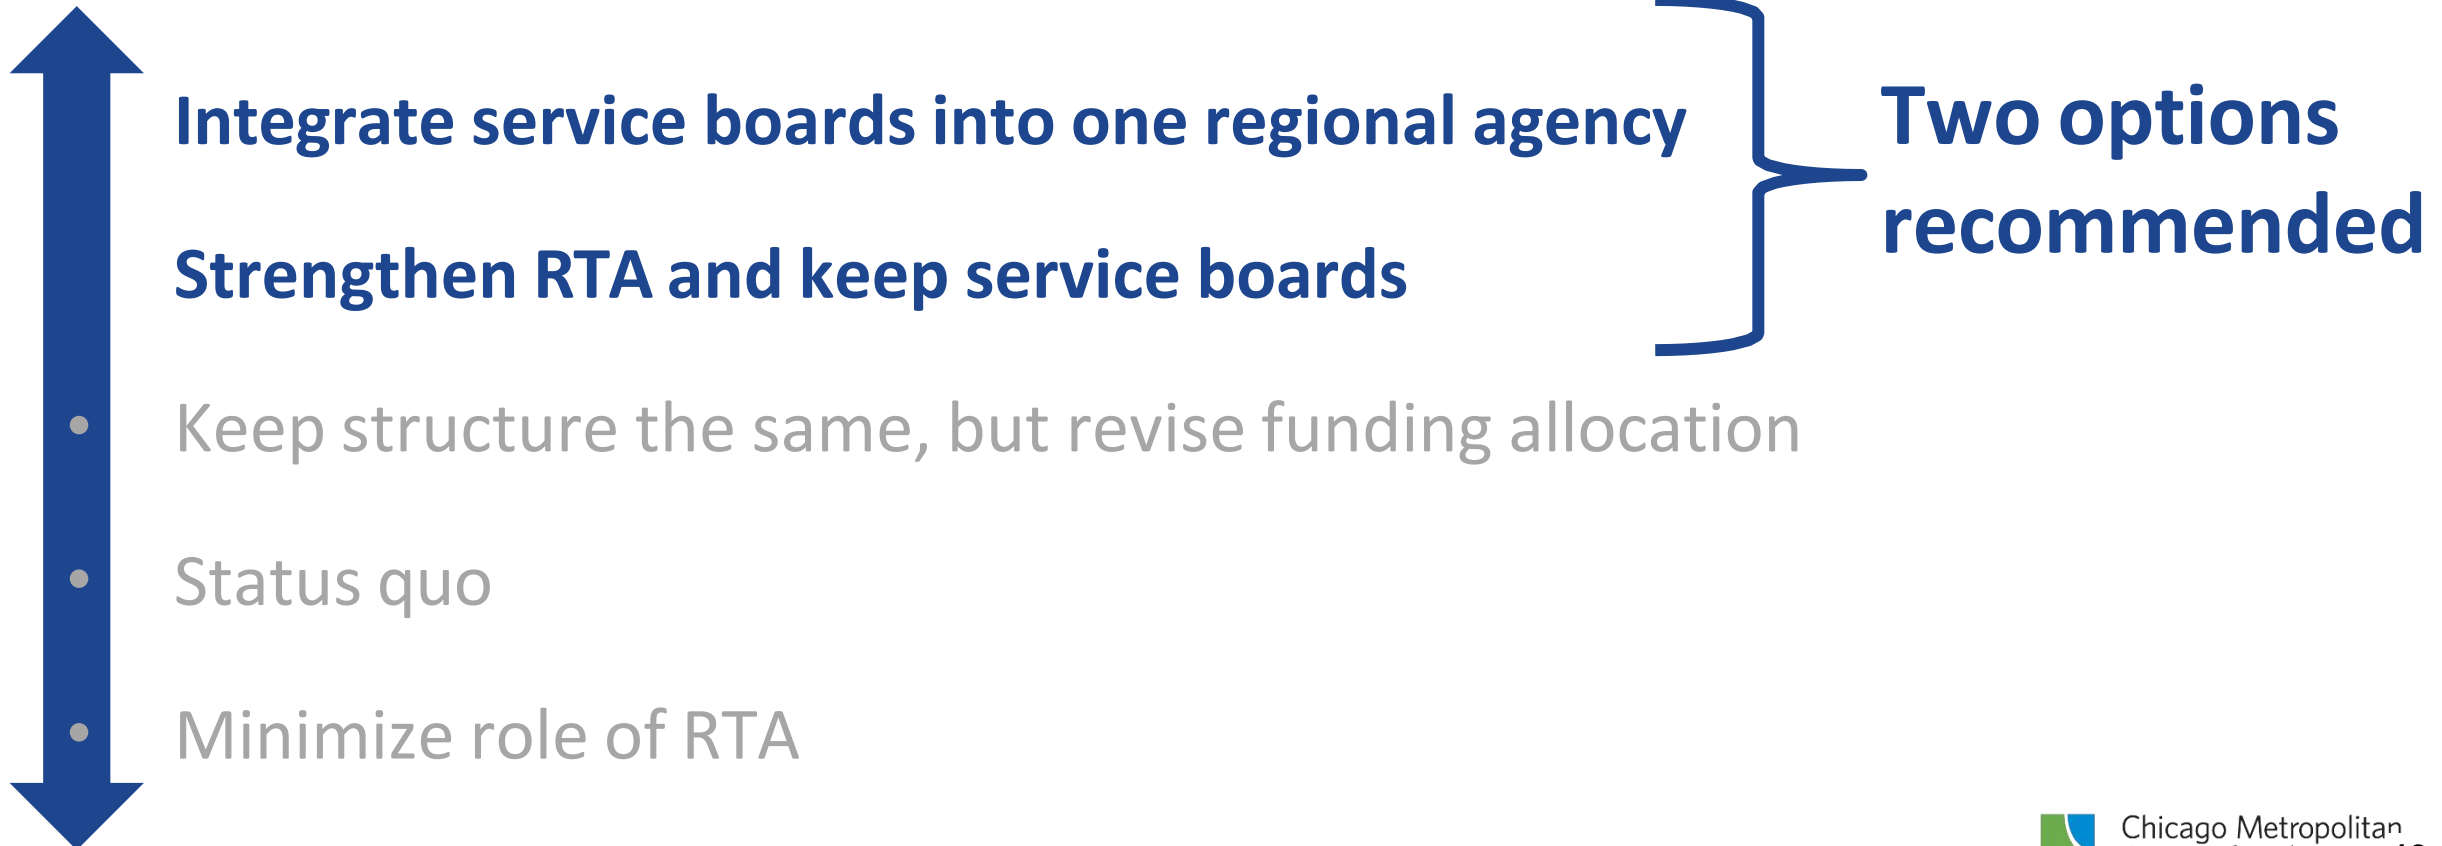 Integrate service boards into one regional agency
Two options
recommended
Strengthen RTA and keep service boards
• Keep structure the same, but revise funding allocation
• Status quo
• Minimize role of RTA
Chicago Metropolitan